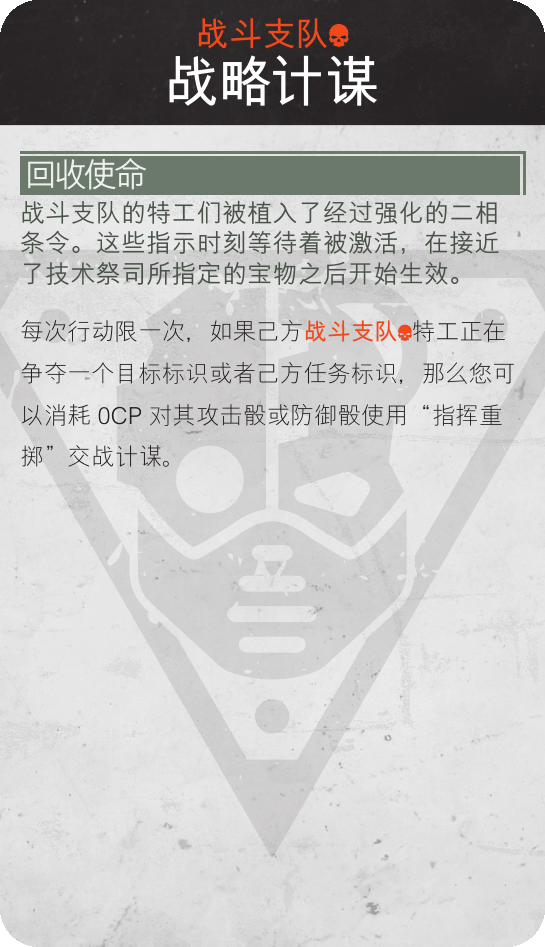 战斗支队
战略计谋
回收使命
战斗支队的特工们被植入了经过强化的二相
条令。这些指示时刻等待着被激活，在接近
了技术祭司所指定的宝物之后开始生效。
每次行动限一次，如果己方战斗支队特工正在
争夺一个目标标识或者己方任务标识，那么您可
以消耗 0CP 对其攻击骰或防御骰使用“指挥重
掷”交战计谋。